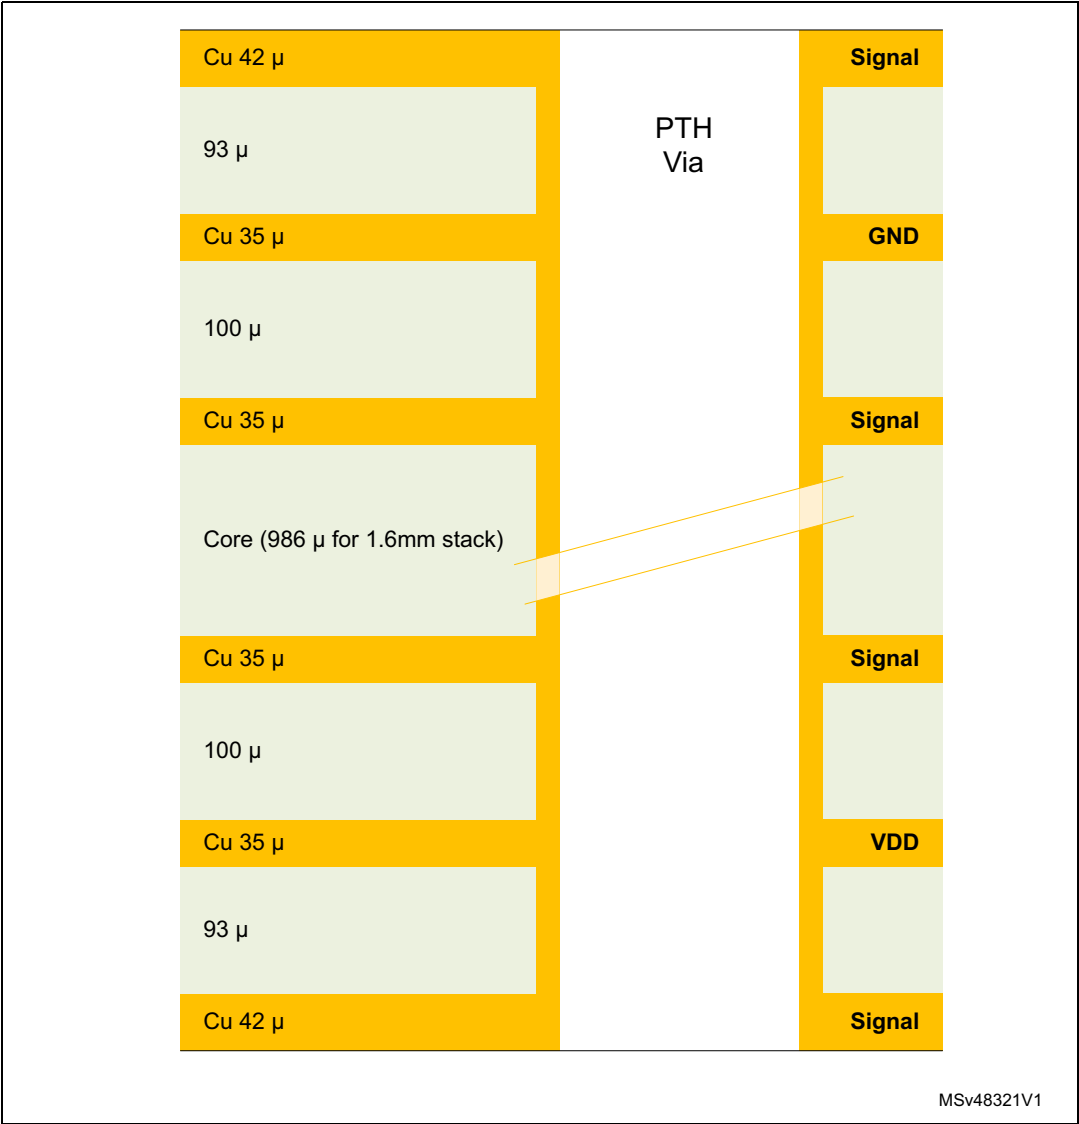 Cu 42 µ
Signal
93 µ
PTH
Via
Cu 35 µ
GND
100 µ
Cu 35 µ
Signal
Core (986 µ for 1.6mm stack)
Cu 35 µ
Signal
100 µ
Cu 35 µ
VDD
93 µ
Cu 42 µ
Signal
MSv48321V1